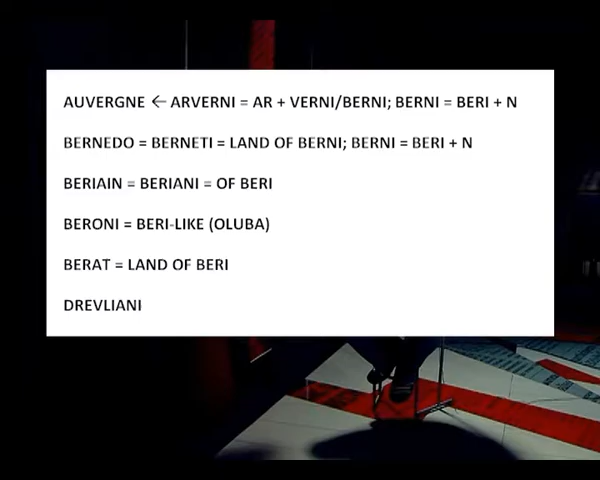 AUVERGNE ← ARVERNI = AR + VERNI/BERNI; BERNI = BERI + N
BERNEDO = BERNETI = LAND OF BERNI; BERNI = BERI + N
BERIAIN = BERIANI = OF BERI
BERONI = BERI-LIKE (OLUBA)
BERAT = LAND OF BERI
DREVLIANI